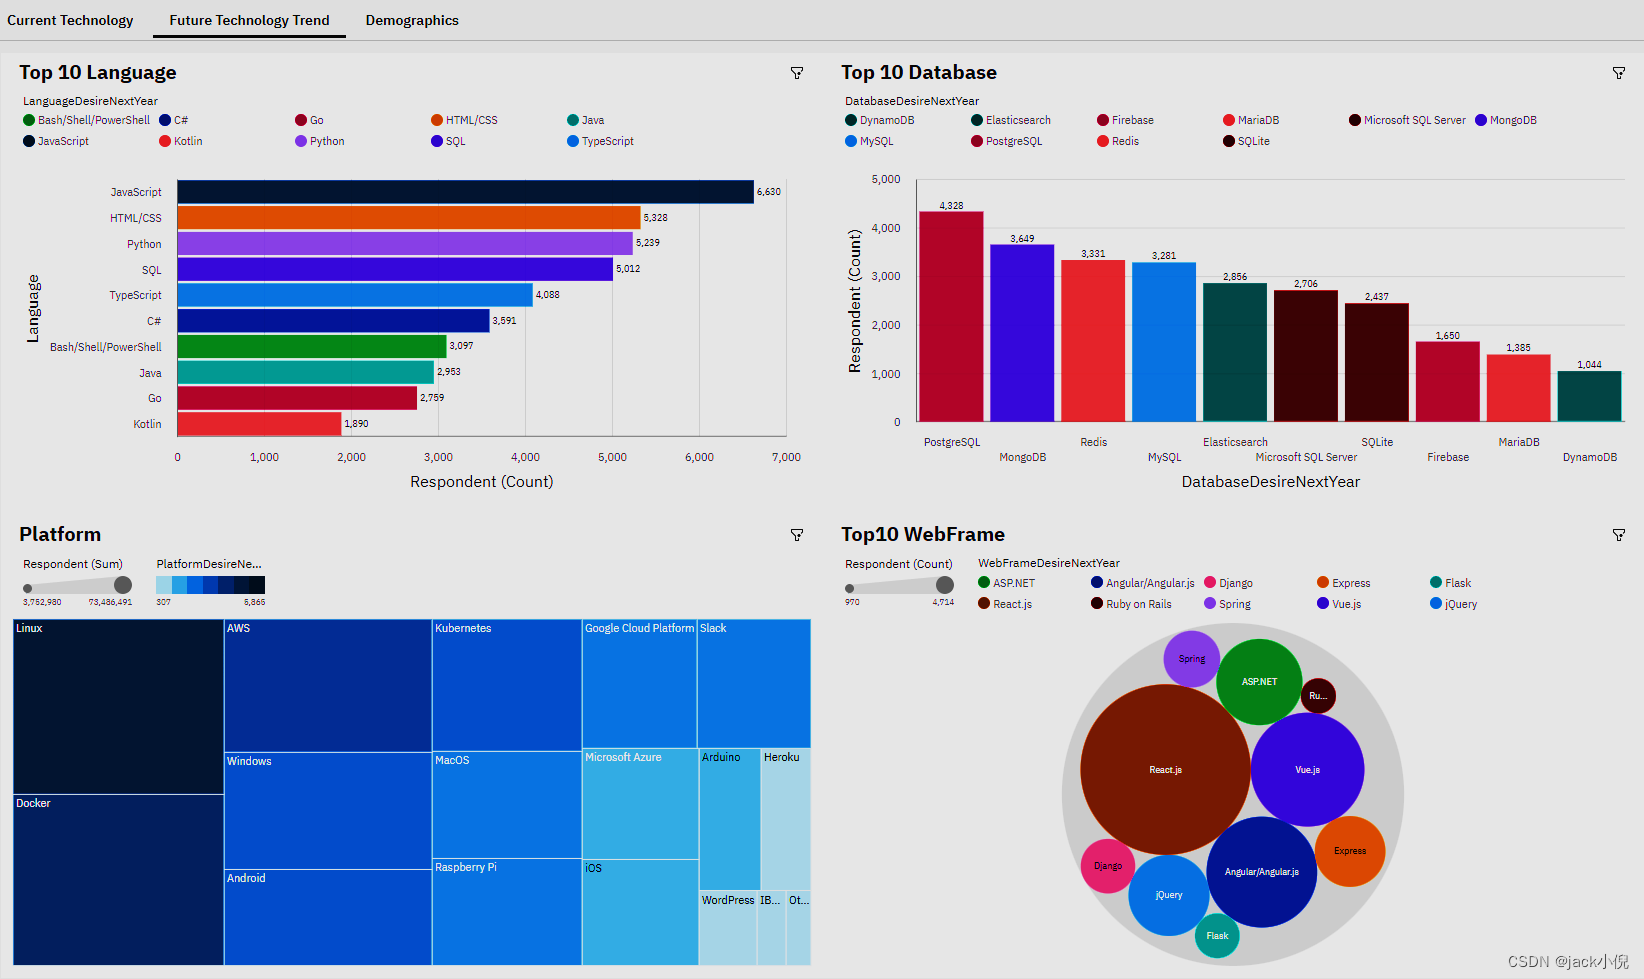 Current Technology Future Technology Trend Demographics
Top 10 Language
LanguageDesireNextYear
Bash/Shell/PowerShell C# Go HTML/CSS Java
JavaScript Kotlin Python SQL TypeScript
Language
JavaScript 6,630
HTML/CSS 5,328
Python 5,239
SQL 5,012
TypeScript 4,088
C# 3,591
Bash/Shell/PowerShell 3,097
Java 2,953
Go 2,759
Kotlin 1,890
0 1,000 2,000 3,000 4,000 5,000 6,000 7,000
Respondent (Count)
Top 10 Database
DatabaseDesireNextYear
DynamoDB Elasticsearch Firebase MariaDB Microsoft SQL Server MongoDB
MySQL PostgreSQL Redis SQLite
Respondent (Count)
5,000
4,000
3,000
2,000
1,000
0
4,328 3,649 3,331 3,281 2,856 2,706 2,437 1,650 1,385 1,044
PostgreSQL Redis Elasticsearch SQLite MariaDB
MongoDB MySQL Microsoft SQL Server Firebase DynamoDB
DatabaseDesireNextYear
Platform
Respondent (Sum) PlatformDesireNe...
3,752,980 73,486,491 307 5,865
Linux AWS Kubernetes Google Cloud Platform Slack
Windows MacOS Microsoft Azure Arduino Heroku
Docker
Android Raspberry Pi iOS
WordPress IB... Ot...
Top10 WebFrame
Respondent (Count) WebFrameDesireNextYear
970 4,714
ASP.NET Angular/Angular.js Django Express Flask
React.js Ruby on Rails Spring Vue.js jQuery
Spring
ASP.NET
Ru...
React.js
Vue.js
Express
Django
Angular/Angular.js
jQuery
Flask
CSDN @jack小倪